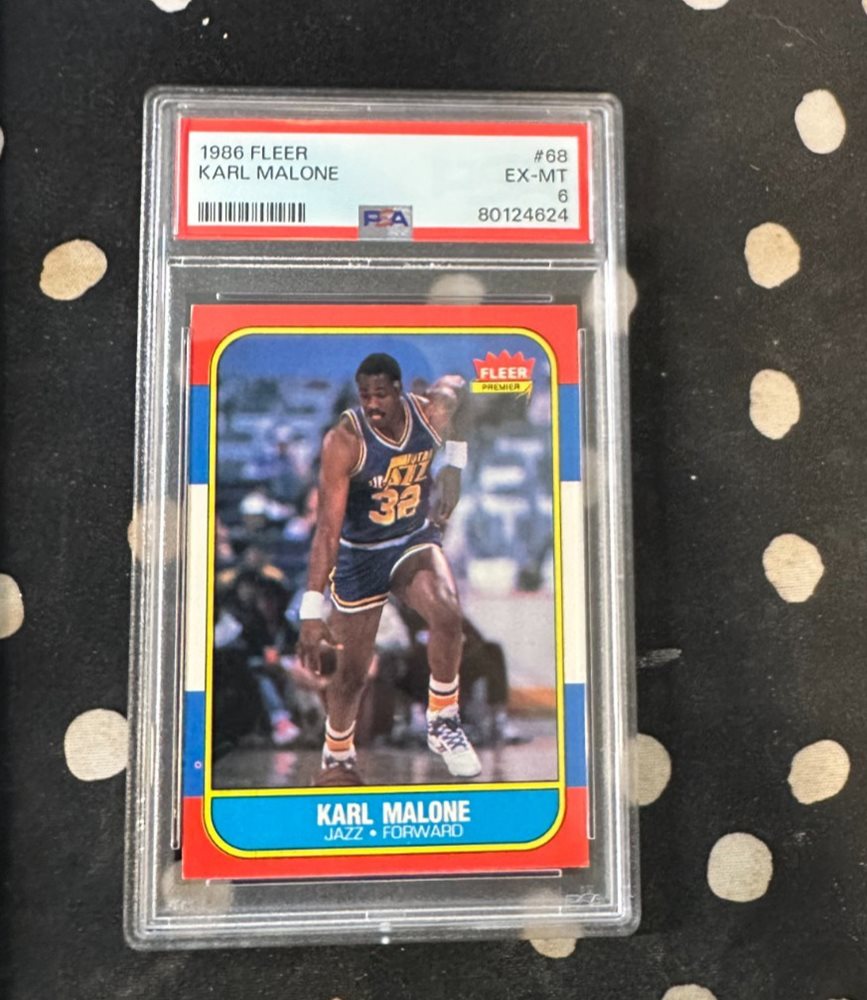 1986 FLEER #68
KARL MALONE EX-MT
6
PSA 80124624
FLEER
PREMIER
JAZZ
32
KARL MALONE
JAZZ • FORWARD